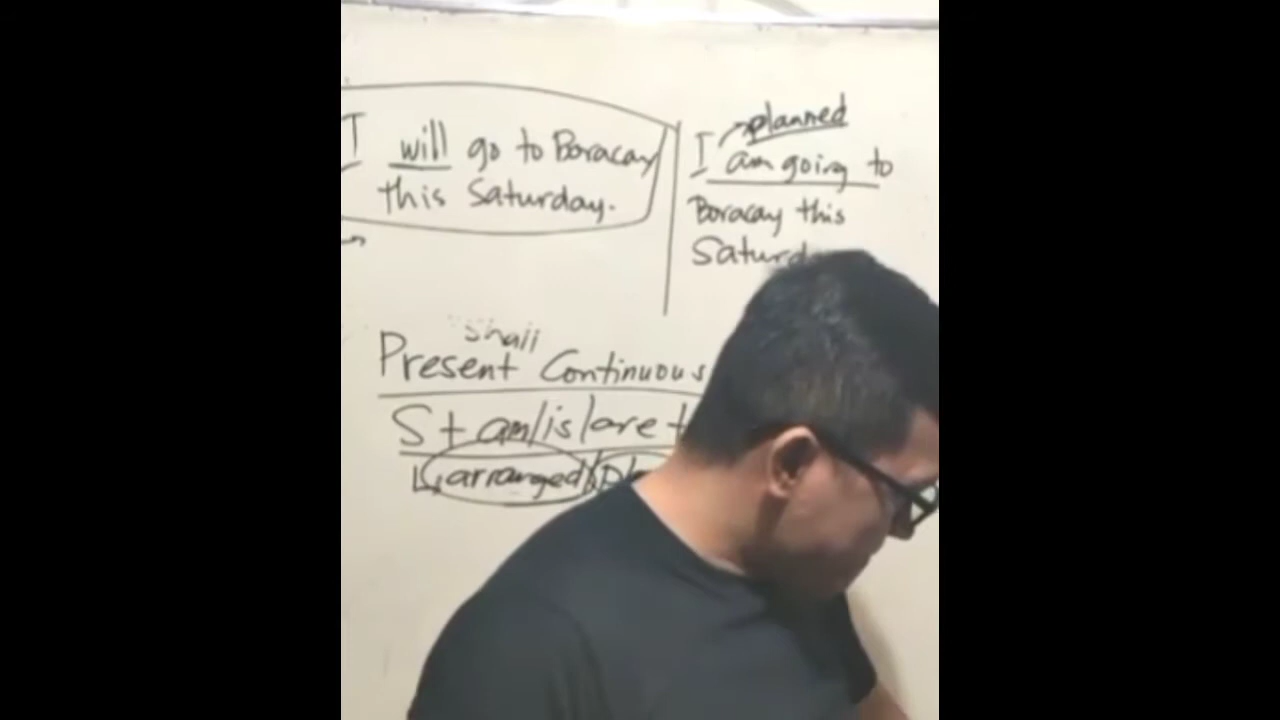 I will go to Boracay
this Saturday.
planned
I am going to
Boracay this
shall
Present Continuous
S + am/is/are +
arranged